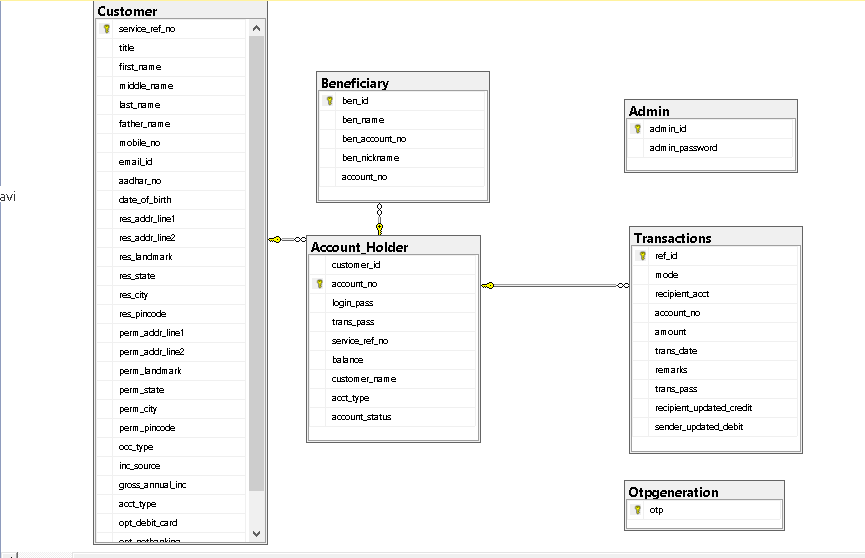 Customer
service_ref_no
title
first_name
middle_name
last_name
father_name
mobile_no
email_id
aadhar_no
date_of_birth
res_addr_line1
res_addr_line2
res_landmark
res_state
res_city
res_pincode
perm_addr_line1
perm_addr_line2
perm_landmark
perm_state
perm_city
perm_pincode
occ_type
inc_source
gross_annual_inc
acct_type
opt_debit_card
opt_netbanking
avi
Beneficiary
ben_id
ben_name
ben_account_no
ben_nickname
account_no
Account_Holder
customer_id
account_no
login_pass
trans_pass
service_ref_no
balance
customer_name
acct_type
account_status
Admin
admin_id
admin_password
Transactions
ref_id
mode
recipient_acct
account_no
amount
trans_date
remarks
trans_pass
recipient_updated_credit
sender_updated_debit
Otpgeneration
otp